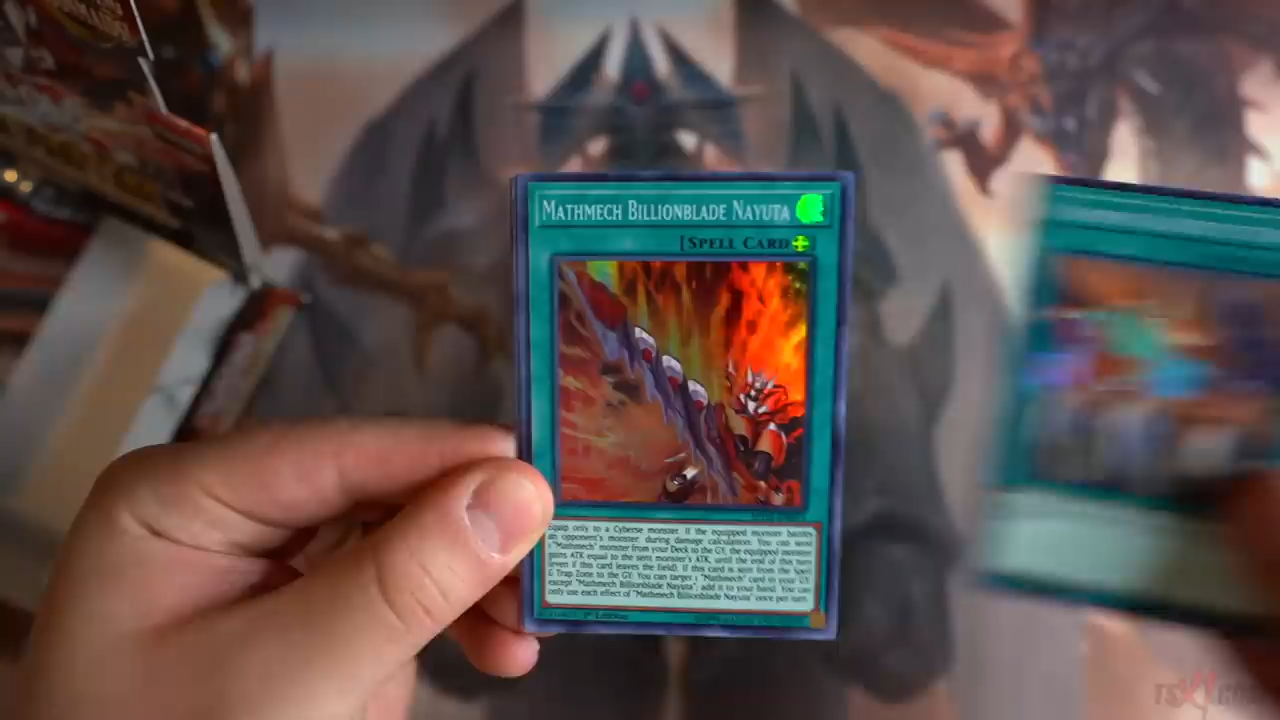 MATHMECH BILLIONBLADE NAYUTA
[SPELL CARD
Equip only to a Cyberse monster. If the equipped monster battles
an opponent's monster, during damage calculation: You can send
1 "Mathmech" monster from your Deck to the GY; the equipped monster
gains ATK equal to the sent monster's ATK, until the end of this turn
(even if this card leaves the field). If this card is sent from the Spell
& Trap Zone to the GY: You can target 1 "Mathmech" card in your GY,
except "Mathmech Billionblade Nayuta"; add it to your hand. You can
only use each effect of "Mathmech Billionblade Nayuta" once per turn.